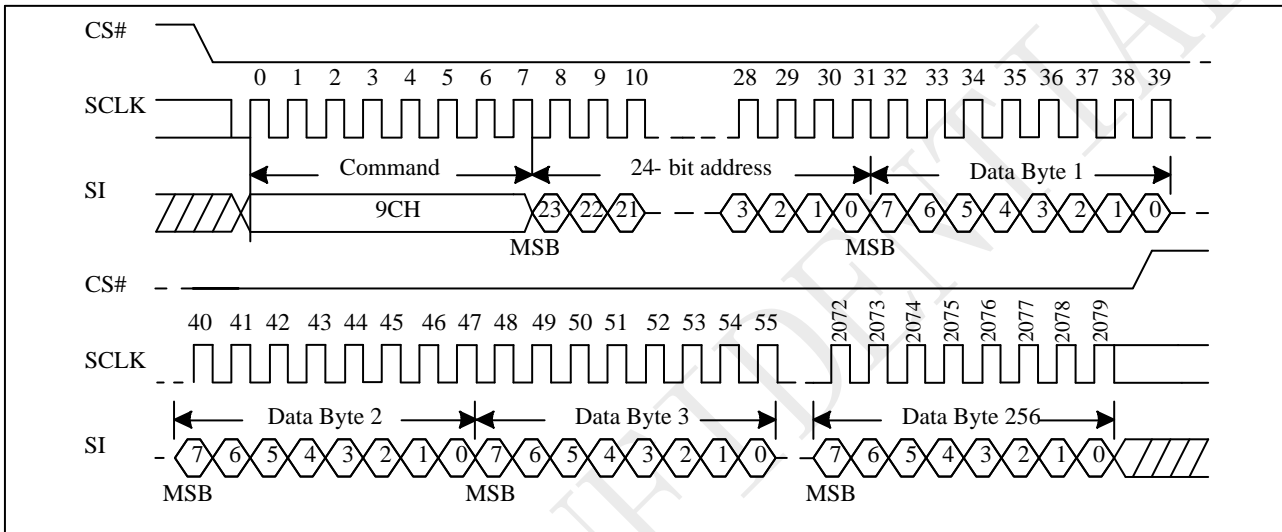 CS#
0 1 2 3 4 5 6 7 8 9 10 28 29 30 31 32 33 34 35 36 37 38 39
SCLK
Command 24- bit address Data Byte 1
SI
9CH 23 22 21 3 2 1 0 7 6 5 4 3 2 1 0
MSB MSB
CS#
40 41 42 43 44 45 46 47 48 49 50 51 52 53 54 55 2072 2073 2074 2075 2076 2077 2078 2079
SCLK
Data Byte 2 Data Byte 3 Data Byte 256
SI
7 6 5 4 3 2 1 0 7 6 5 4 3 2 1 0 7 6 5 4 3 2 1 0
MSB MSB MSB